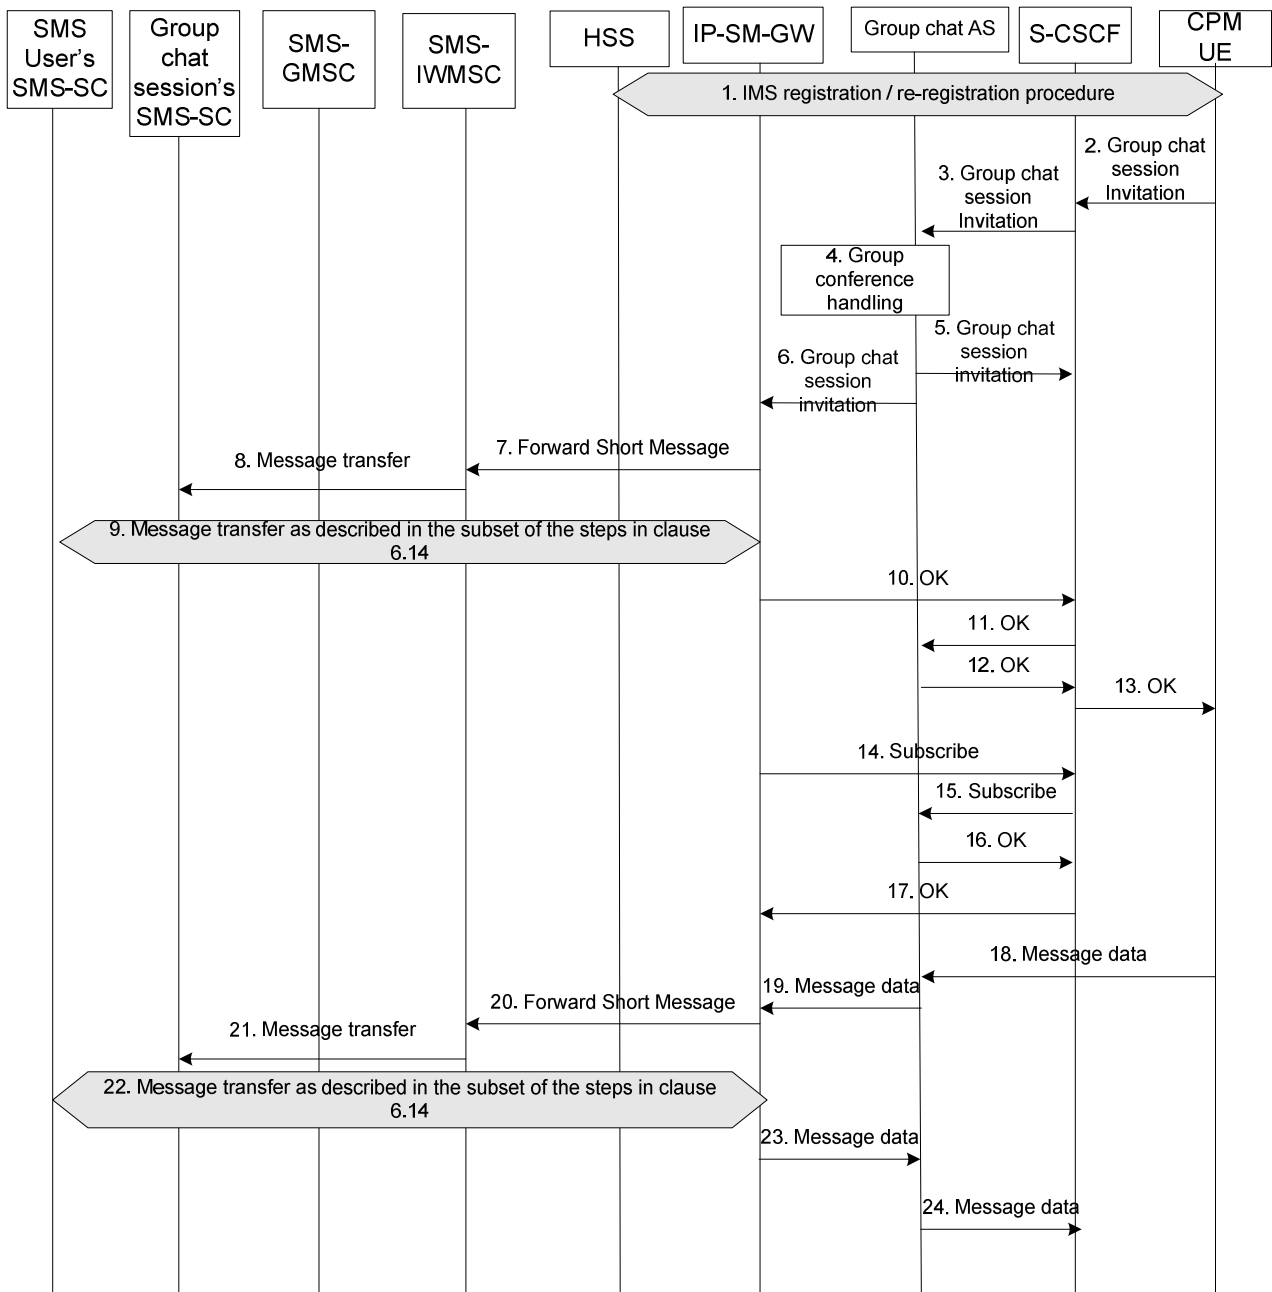 SMS
User's
SMS-SC
Group
chat
session's
SMS-SC
SMS-
GMSC
SMS-
IWMSC
HSS
IP-SM-GW
Group chat AS
S-CSCF
CPM
UE
1. IMS registration / re-registration procedure
2. Group chat
session
Invitation
3. Group chat
session
Invitation
4. Group
conference
handling
5. Group chat
session
invitation
6. Group chat
session
invitation
7. Forward Short Message
8. Message transfer
9. Message transfer as described in the subset of the steps in clause
6.14
10. OK
11. OK
12. OK
13. OK
14. Subscribe
15. Subscribe
16. OK
17. OK
18. Message data
19. Message data
20. Forward Short Message
21. Message transfer
22. Message transfer as described in the subset of the steps in clause
6.14
23. Message data
24. Message data